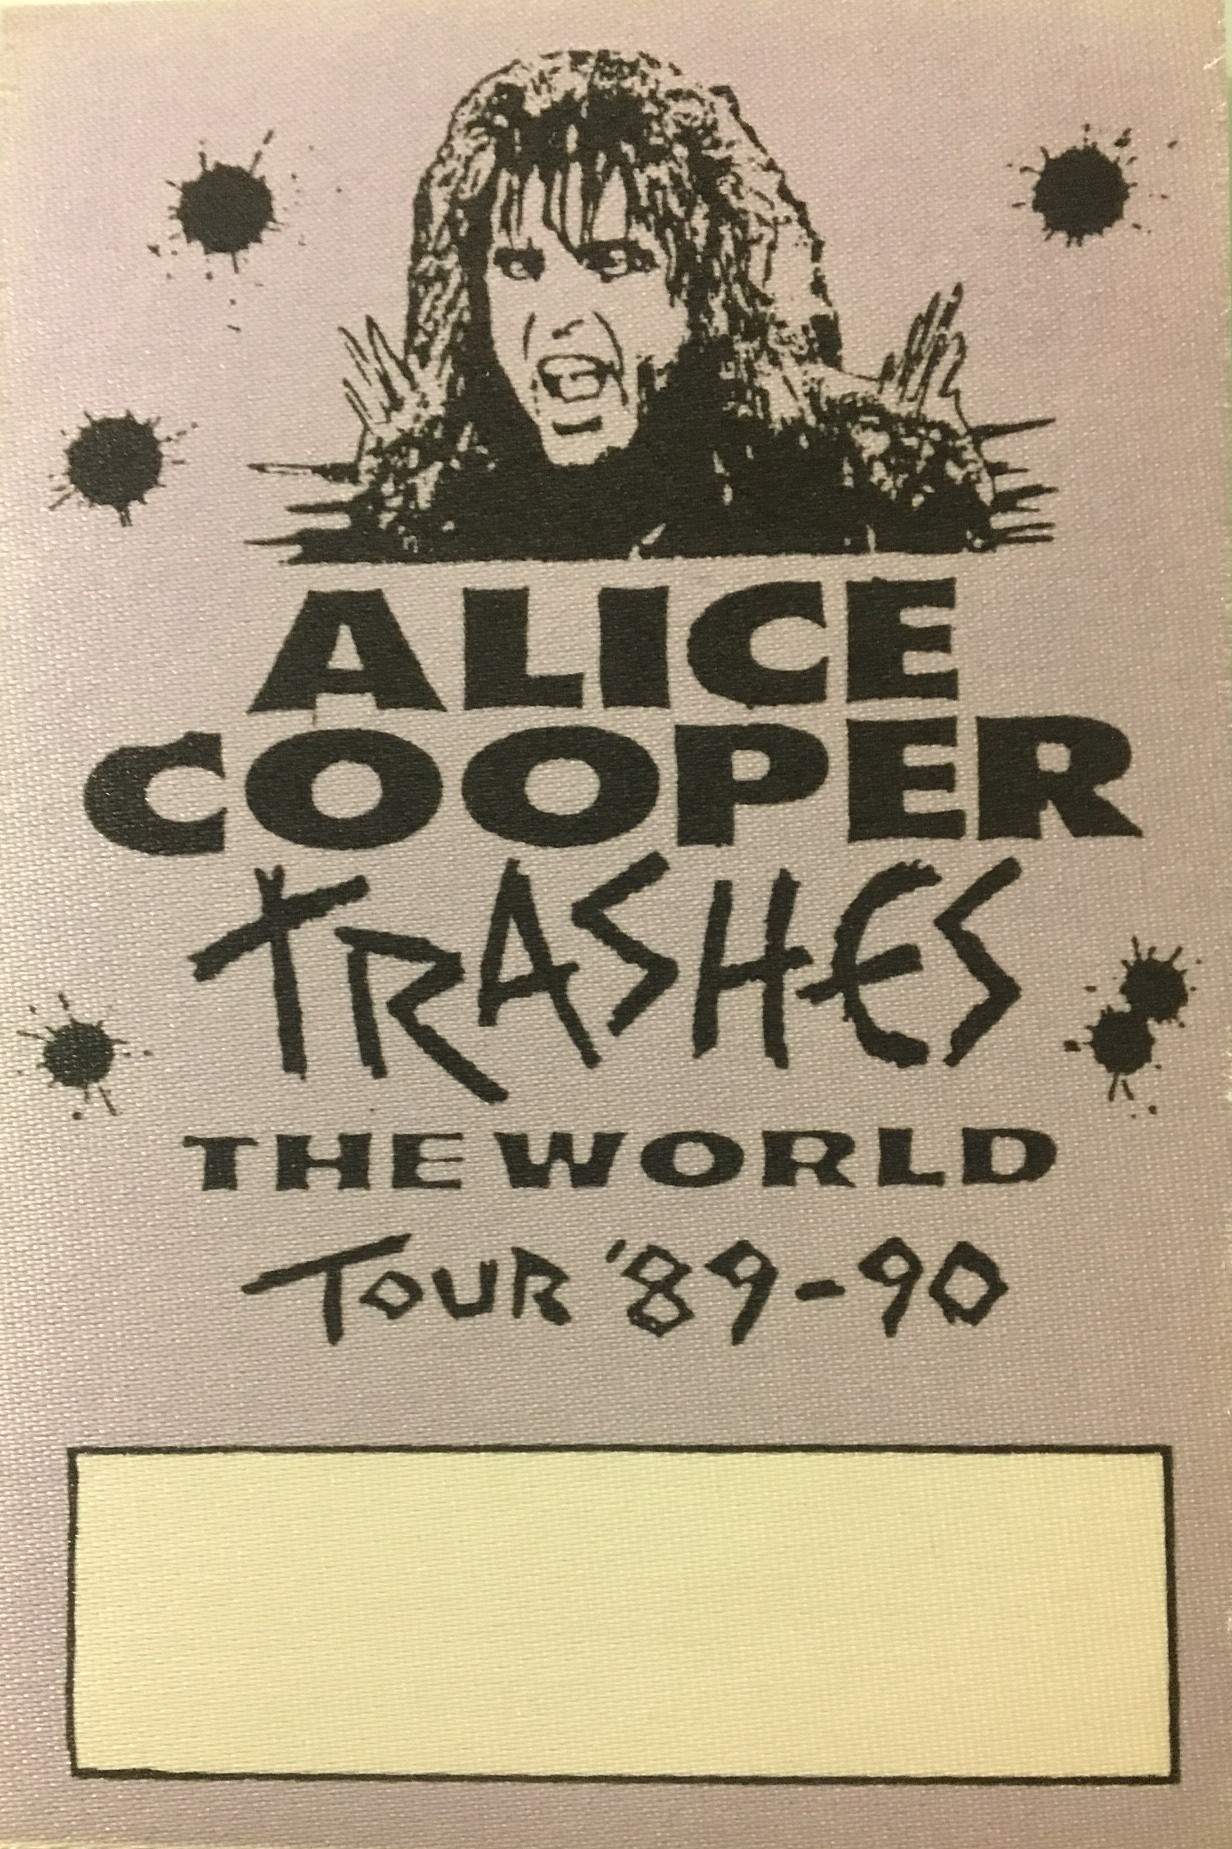 ALICE
COOPER
TRASHES
THE WORLD
TOUR '89-90